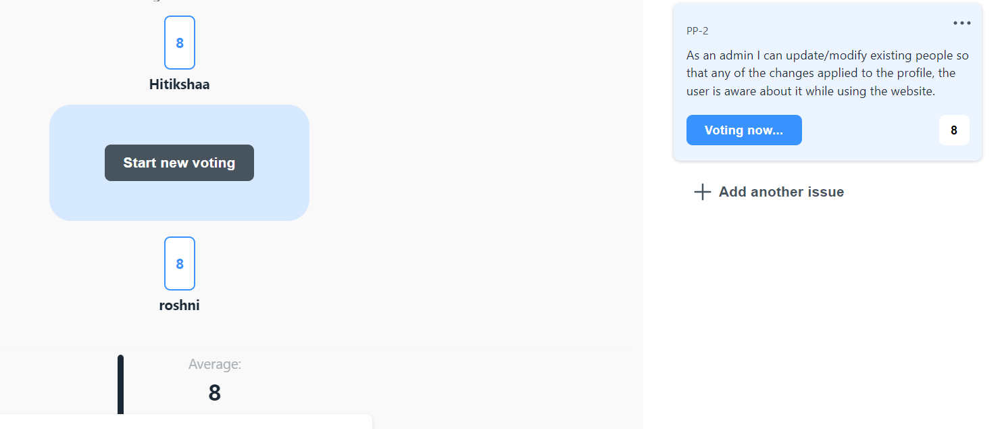 8
Hitikshaa
Start new voting
8
roshni
Average:
8
PP-2
As an admin I can update/modify existing people so
that any of the changes applied to the profile, the
user is aware about it while using the website.
Voting now...
8
Add another issue